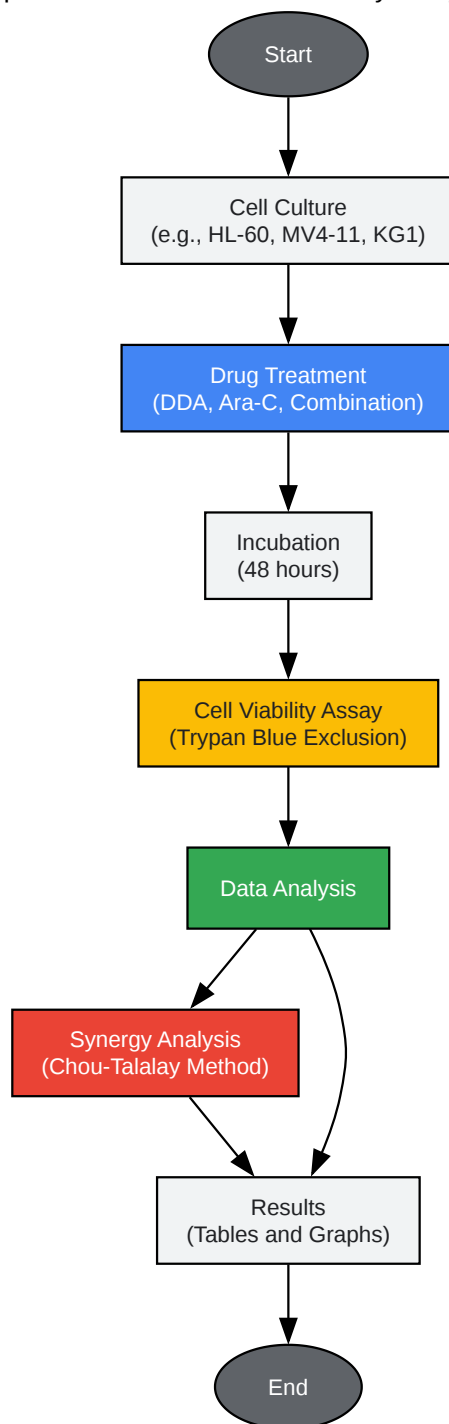 Start
Cell Culture
(e.g., HL-60, MV4-11, KG1)
Drug Treatment
(DDA, Ara-C, Combination)
Incubation
(48 hours)
Cell Viability Assay
(Trypan Blue Exclusion)
Data Analysis
Synergy Analysis
(Chou-Talalay Method)
Results
(Tables and Graphs)
End